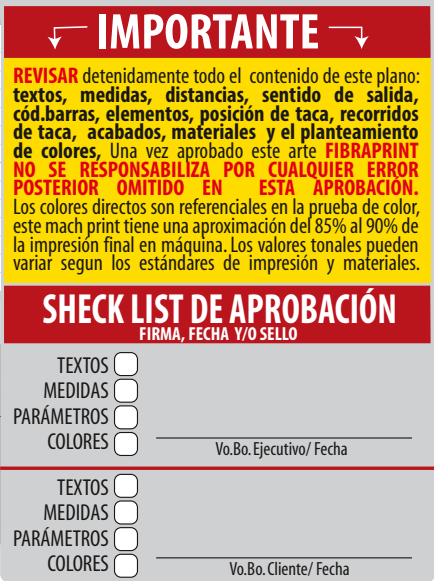 IMPORTANTE
REVISAR detenidamente todo el contenido de este plano:
textos, medidas, distancias, sentido de salida,
cód.barras, elementos, posición de taca, recorridos
de taca, acabados, materiales y el planteamiento
de colores, Una vez aprobado este arte FIBRAPRINT
NO SE RESPONSABILIZA POR CUALQUIER ERROR
POSTERIOR OMITIDO EN ESTA APROBACIÓN.
Los colores directos son referenciales en la prueba de color,
este mach print tiene una aproximación del 85% al 90% de
la impresión final en máquina. Los valores tonales pueden
variar segun los estándares de impresión y materiales.
SHECK LIST DE APROBACIÓN
FIRMA, FECHA Y/O SELLO
TEXTOS
MEDIDAS
PARÁMETROS
COLORES
Vo.Bo. Ejecutivo/ Fecha
TEXTOS
MEDIDAS
PARÁMETROS
COLORES
Vo.Bo. Cliente/ Fecha